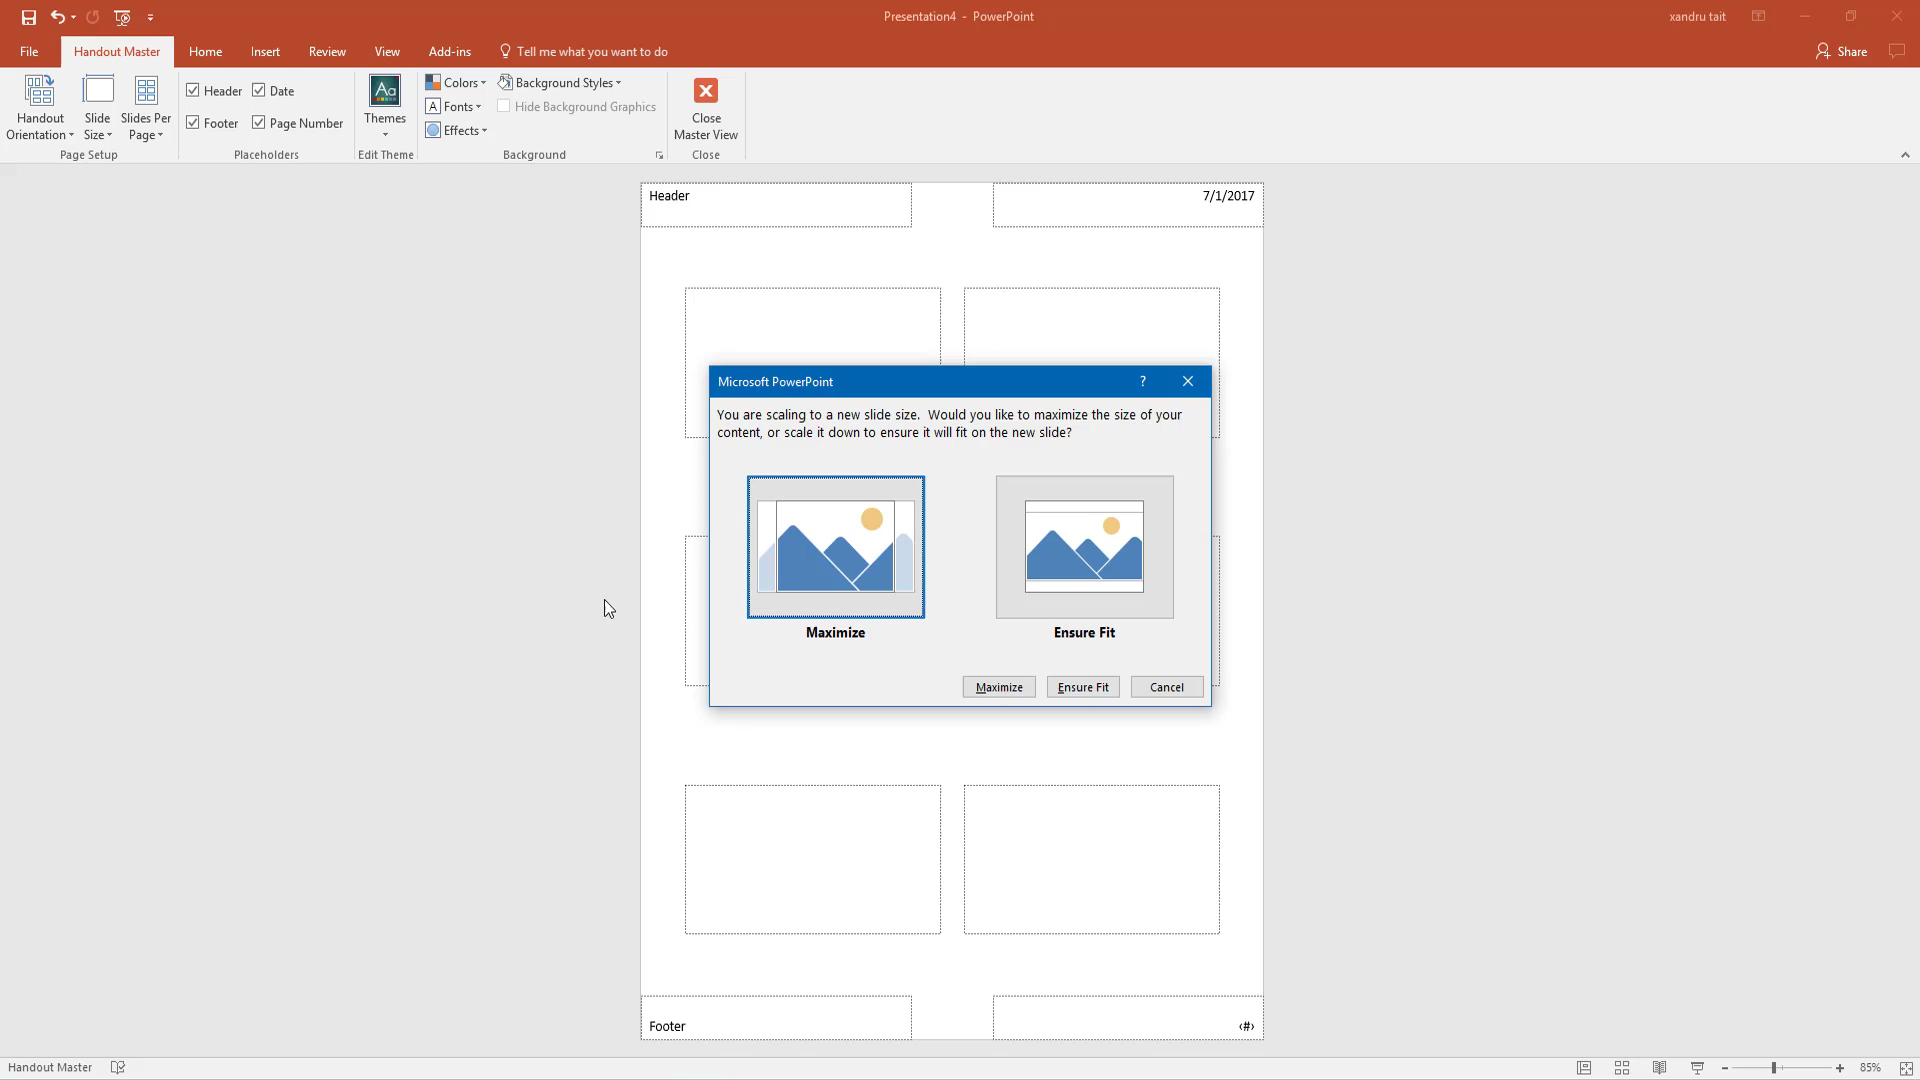 Presentation4 - PowerPoint
xandru tait
File
Handout Master
Home
Insert
Review
View
Add-ins
Tell me what you want to do
Share
Handout
Orientation
Slide
Size
Slides Per
Page
Page Setup
Header
Date
Footer
Page Number
Placeholders
Aa
Themes
Edit Theme
Colors
Background Styles
A Fonts
Hide Background Graphics
Effects
Background
Close
Master View
Close
Header
7/1/2017
Microsoft PowerPoint
?
You are scaling to a new slide size. Would you like to maximize the size of your
content, or scale it down to ensure it will fit on the new slide?
Maximize
Ensure Fit
Maximize
Ensure Fit
Cancel
Footer
‹#›
Handout Master
85%